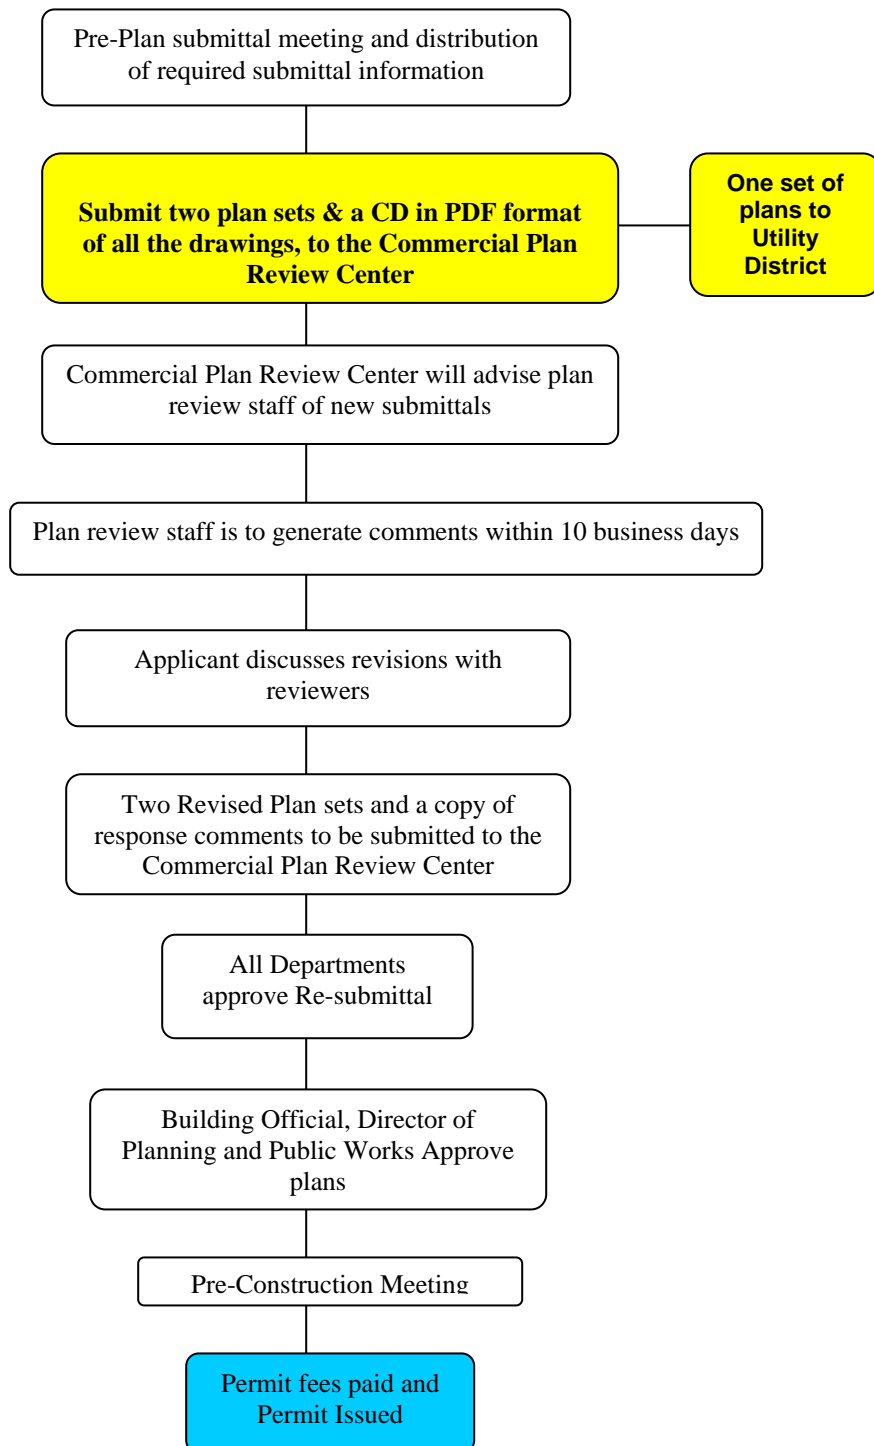 Pre-Plan submittal meeting and distribution
of required submittal information
Submit two plan sets & a CD in PDF format
of all the drawings, to the Commercial Plan
Review Center
One set of
plans to
Utility
District
Commercial Plan Review Center will advise plan
review staff of new submittals
Plan review staff is to generate comments within 10 business days
Applicant discusses revisions with
reviewers
Two Revised Plan sets and a copy of
response comments to be submitted to the
Commercial Plan Review Center
All Departments
approve Re-submittal
Building Official, Director of
Planning and Public Works Approve
plans
Pre-Construction Meeting
Permit fees paid and
Permit Issued